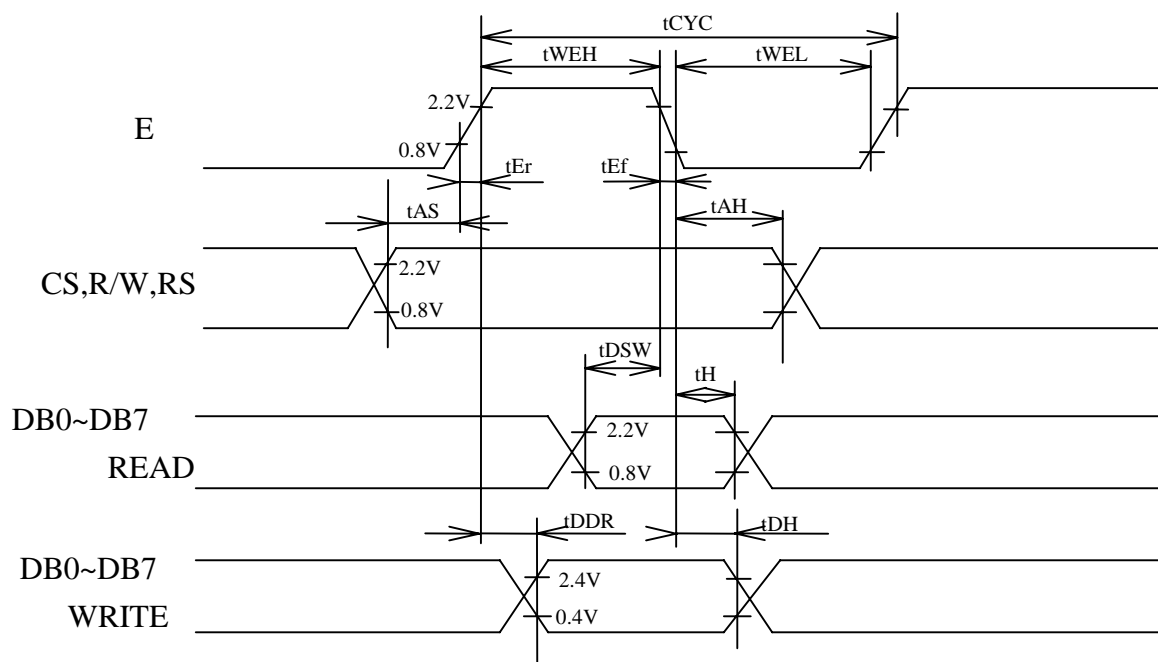 tCYC
tWEH
tWEL
E
2.2V
0.8V
tEr
tEf
tAS
tAH
CS,R/W,RS
2.2V
0.8V
tDSW
tH
DB0~DB7
READ
2.2V
0.8V
tDDR
tDH
DB0~DB7
WRITE
2.4V
0.4V